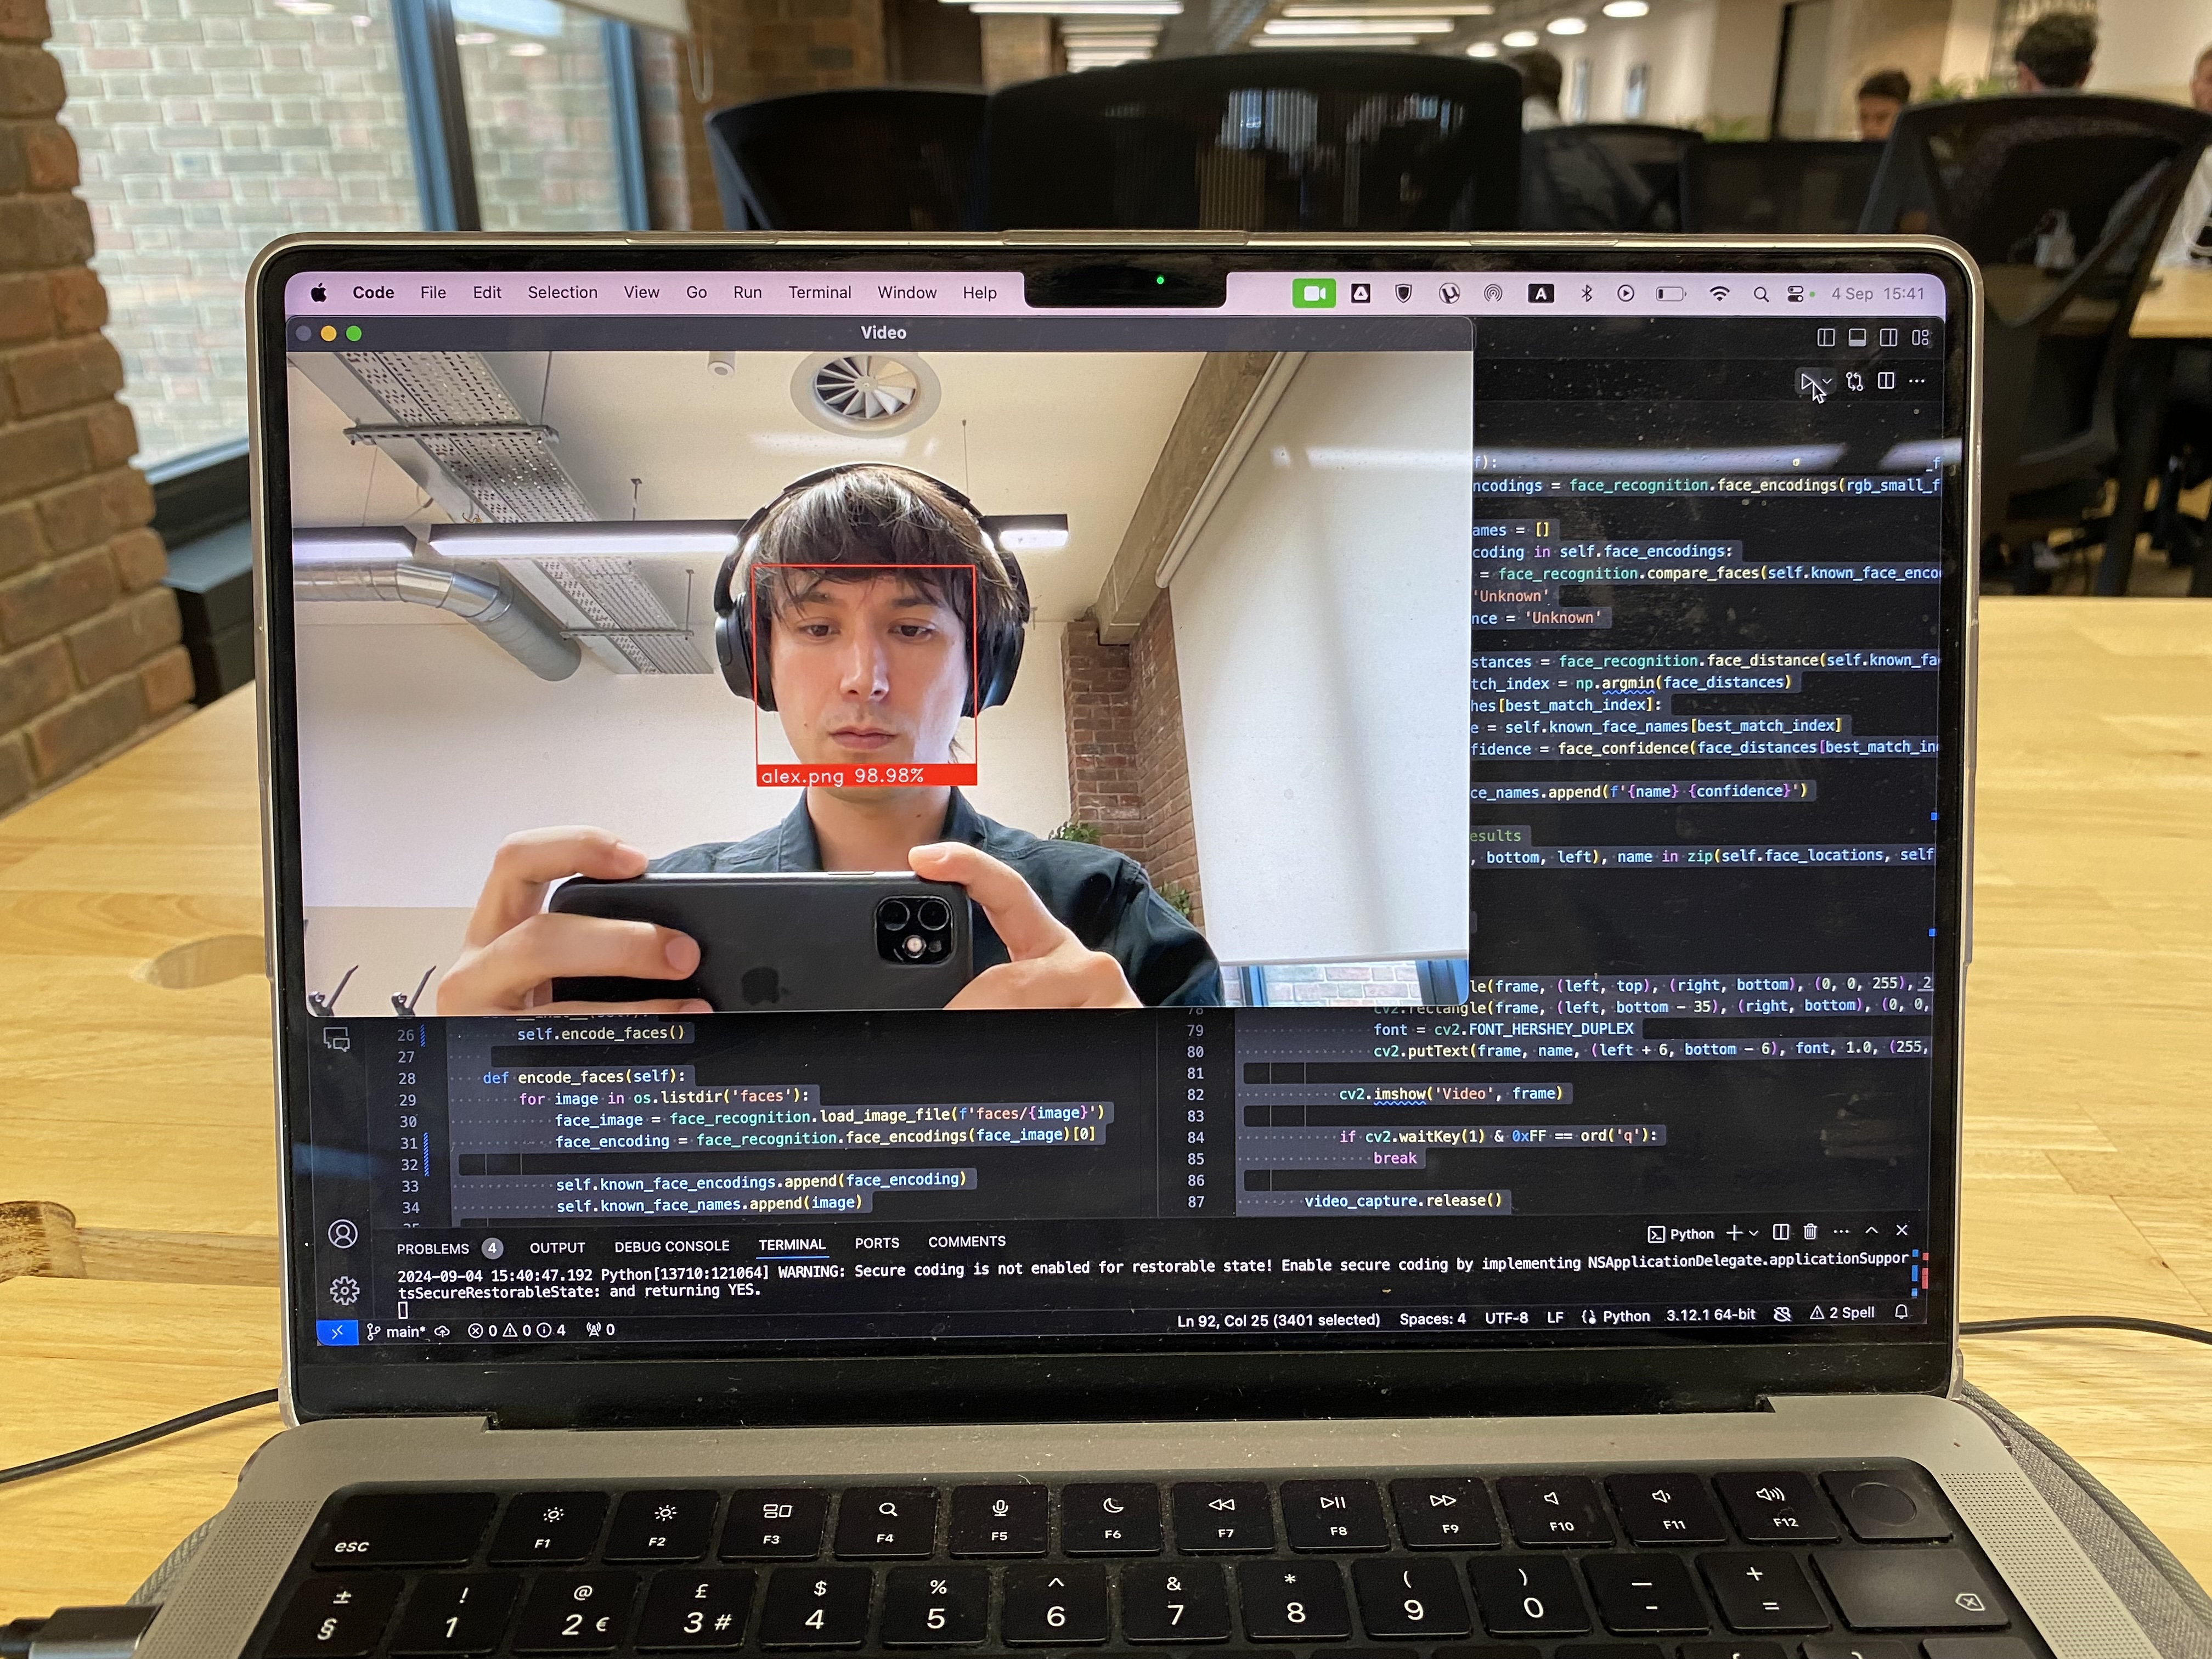 Code File Edit Selection View Go Run Terminal Window Help A 4 Sep 15:41
Video
alex.png 98.98%
f):
ncodings = face_recognition.face_encodings(rgb_small_f
ames = []
coding in self.face_encodings:
= face_recognition.compare_faces(self.known_face_enco
'Unknown'
nce = 'Unknown'
stances = face_recognition.face_distance(self.known_fa
tch_index = np.argmin(face_distances)
hes[best_match_index]:
e = self.known_face_names[best_match_index]
fidence = face_confidence(face_distances[best_match_in
ce_names.append(f'{name} {confidence}')
esults
, bottom, left), name in zip(self.face_locations, self
le(frame, (left, top), (right, bottom), (0, 0, 255), 2
78 cv2.rectangle(frame, (left, bottom - 35), (right, bottom), (0, 0,
79 font = cv2.FONT_HERSHEY_DUPLEX
80 cv2.putText(frame, name, (left + 6, bottom - 6), font, 1.0, (255,
81
82 cv2.imshow('Video', frame)
83
84 if cv2.waitKey(1) & 0xFF == ord('q'):
85 break
86
87 video_capture.release()
26 self.encode_faces()
27
28 def encode_faces(self):
29 for image in os.listdir('faces'):
30 face_image = face_recognition.load_image_file(f'faces/{image}')
31 face_encoding = face_recognition.face_encodings(face_image)[0]
32
33 self.known_face_encodings.append(face_encoding)
34 self.known_face_names.append(image)
PROBLEMS 4 OUTPUT DEBUG CONSOLE TERMINAL PORTS COMMENTS Python
2024-09-04 15:40:47.192 Python[13710:121064] WARNING: Secure coding is not enabled for restorable state! Enable secure coding by implementing NSApplicationDelegate.applicationSuppor
tsSecureRestorableState: and returning YES.
main* 0 0 4 0 Ln 92, Col 25 (3401 selected) Spaces: 4 UTF-8 LF Python 3.12.1 64-bit 2 Spell
esc F1 F2 F3 F4 F5 F6 F7 F8 F9 F10 F11 F12
± ! @ £ $ % ^ & * ( ) — +
§ 1 2 € 3 # 4 5 6 7 8 9 0 - =